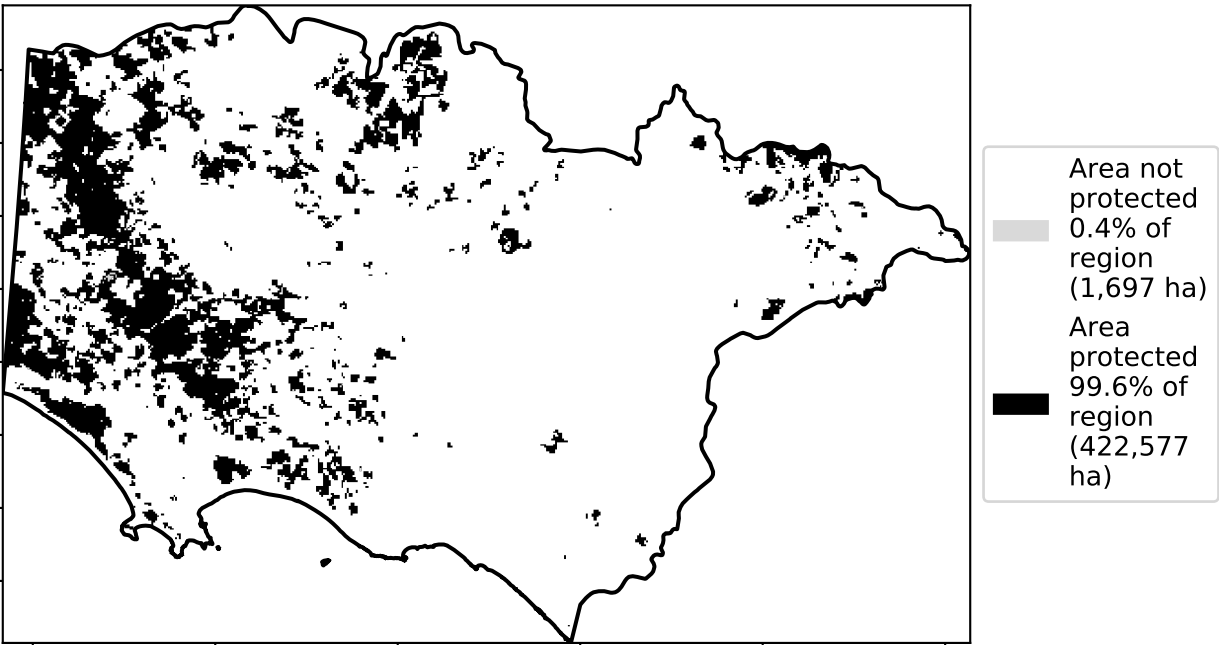 Area not
protected
0.4% of
region
(1,697 ha)
Area
protected
99.6% of
region
(422,577
ha)